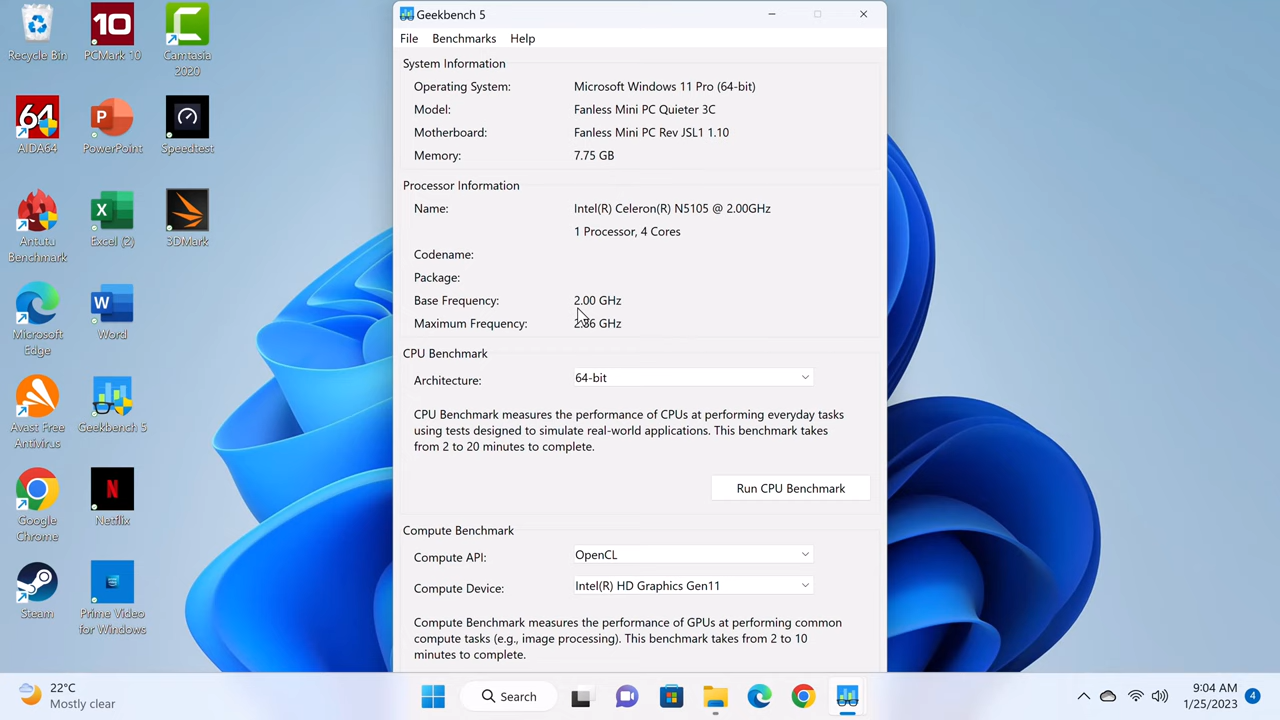 Recycle Bin
PCMark 10
Camtasia
2020
AIDA64
PowerPoint
Speedtest
Antutu
Benchmark
Excel (2)
3DMark
Microsoft
Edge
Word
Avast Free
Antivirus
Geekbench 5
Google
Chrome
Netflix
Steam
Prime Video
for Windows
Geekbench 5
File Benchmarks Help
System Information
Operating System: Microsoft Windows 11 Pro (64-bit)
Model: Fanless Mini PC Quieter 3C
Motherboard: Fanless Mini PC Rev JSL1 1.10
Memory: 7.75 GB
Processor Information
Name: Intel(R) Celeron(R) N5105 @ 2.00GHz
1 Processor, 4 Cores
Codename:
Package:
Base Frequency: 2.00 GHz
Maximum Frequency: 2.86 GHz
CPU Benchmark
Architecture: 64-bit
CPU Benchmark measures the performance of CPUs at performing everyday tasks
using tests designed to simulate real-world applications. This benchmark takes
from 2 to 20 minutes to complete.
Run CPU Benchmark
Compute Benchmark
Compute API: OpenCL
Compute Device: Intel(R) HD Graphics Gen11
Compute Benchmark measures the performance of GPUs at performing common
compute tasks (e.g., image processing). This benchmark takes from 2 to 10
minutes to complete.
22°C
Mostly clear
Search
9:04 AM
1/25/2023
4